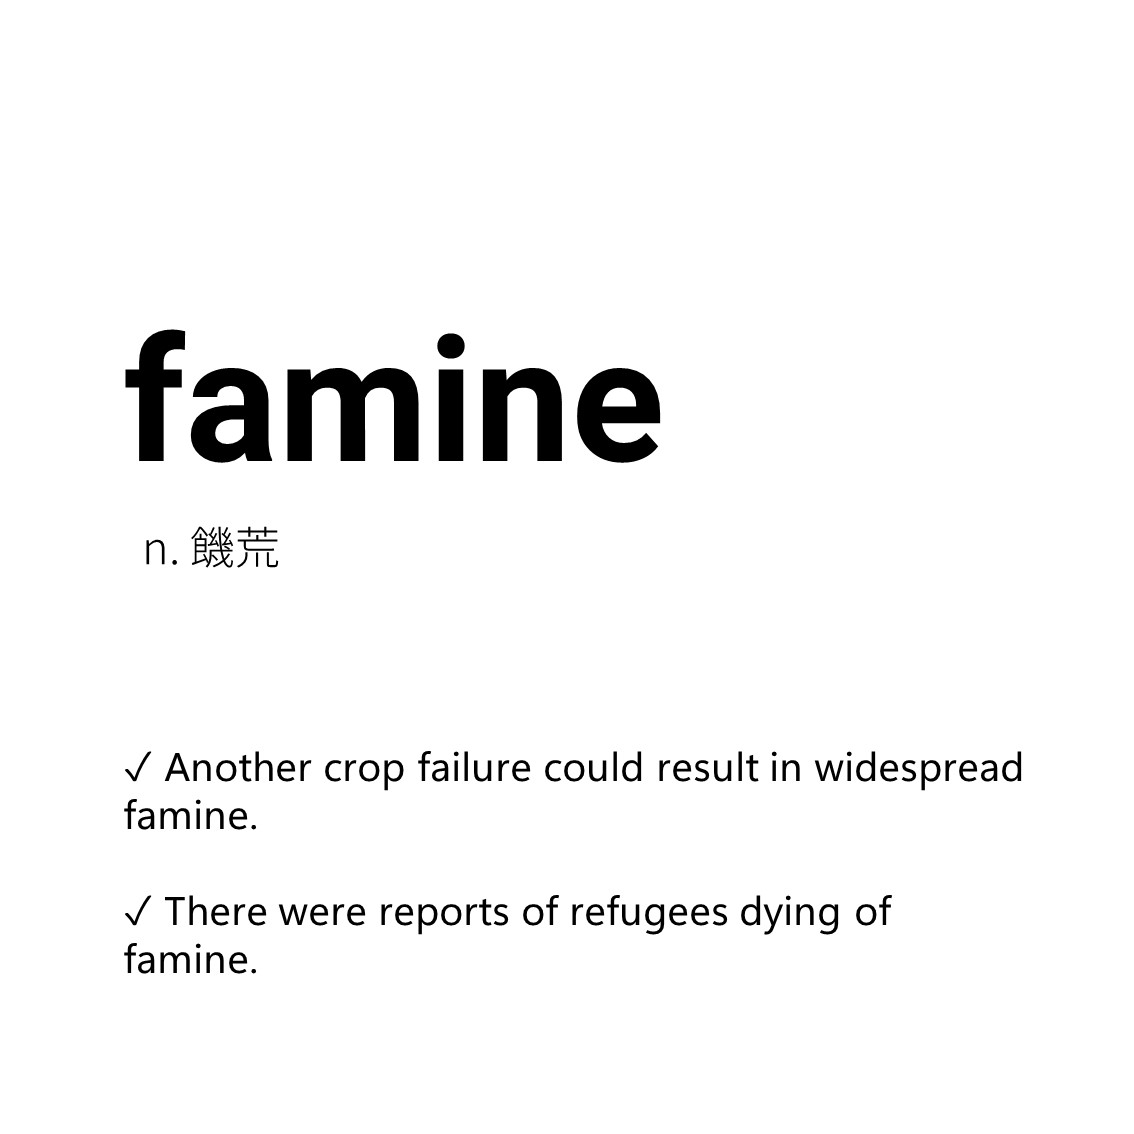 famine
n. 饑荒
✓ Another crop failure could result in widespread
famine.
✓ There were reports of refugees dying of
famine.